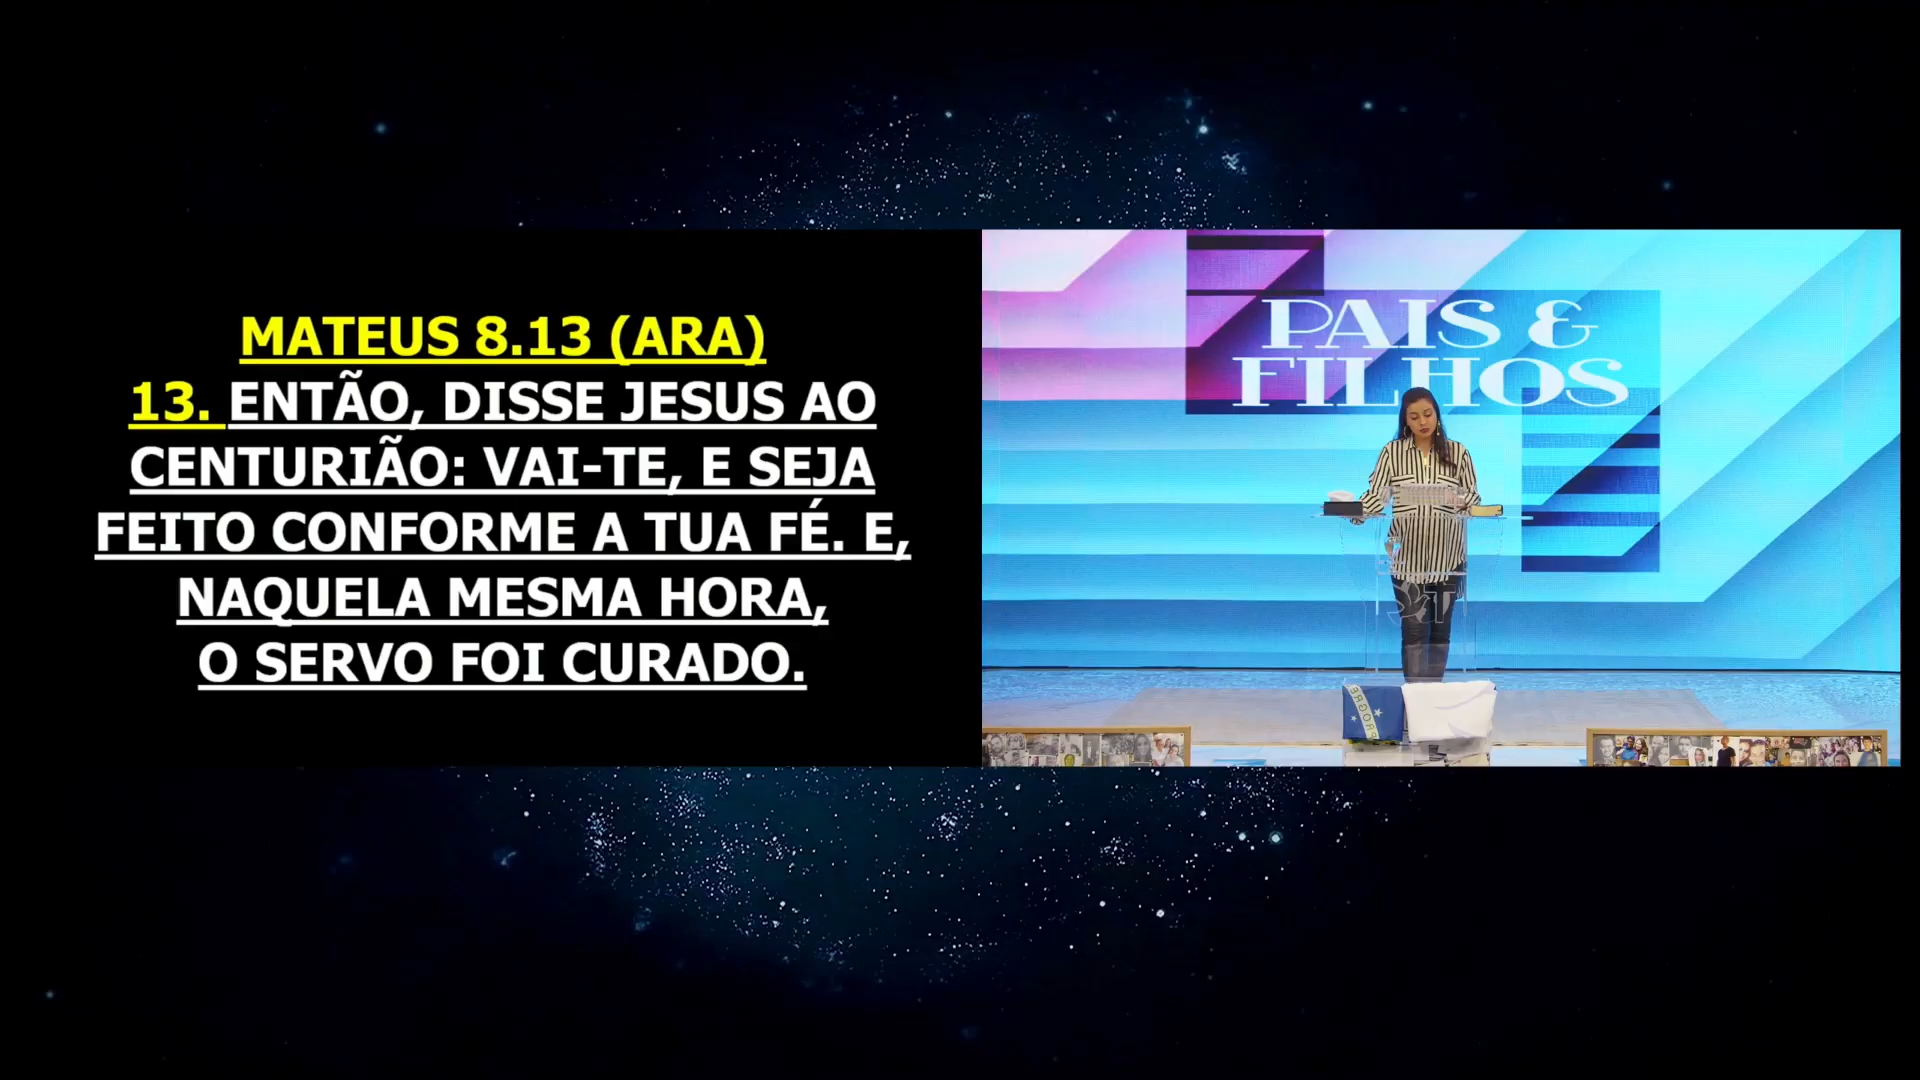 MATEUS 8.13 (ARA)
13. ENTÃO, DISSE JESUS AO
CENTURIÃO: VAI-TE, E SEJA
FEITO CONFORME A TUA FÉ. E,
NAQUELA MESMA HORA,
O SERVO FOI CURADO.
PAIS &
FILHOS
PROGRE